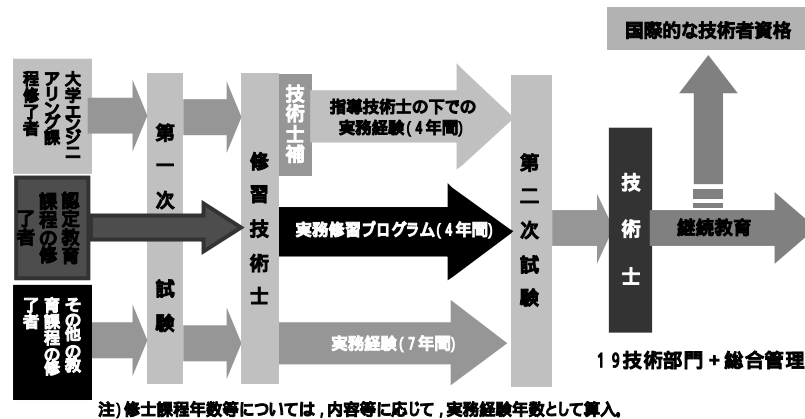 国際的な技術者資格
大学エンジニ
アリング課
程修了者
第一次試験
修習技術士
技術士補
指導技術士の下での
実務経験(4年間)
第二次試験
技術士
認定教育
課程の修
了者
実務修習プログラム(4年間)
継続教育
その他の教
育課程の修
了者
実務経験(7年間)
19技術部門+総合管理
注)修士課程年数等については,内容等に応じて,実務経験年数として算入。